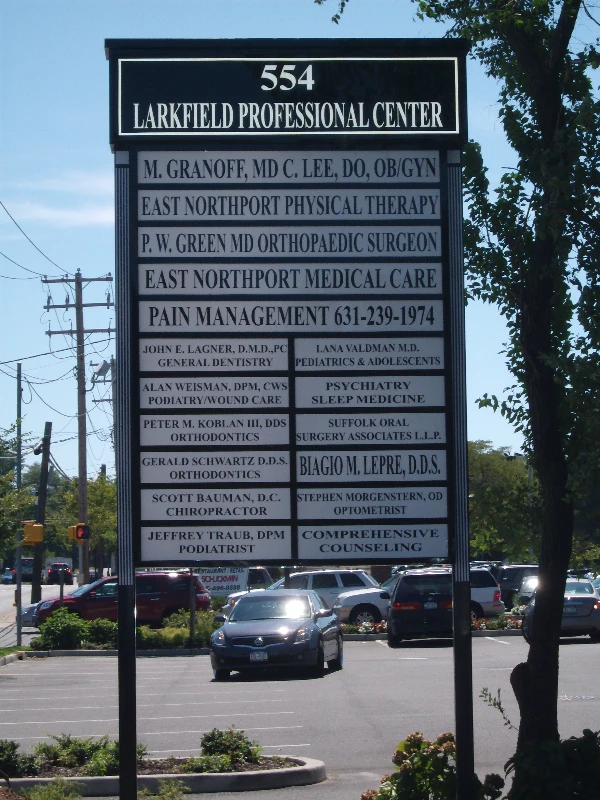 554
LARKFIELD PROFESSIONAL CENTER
M. GRANOFF, MD C. LEE, DO, OB/GYN
EAST NORTHPORT PHYSICAL THERAPY
P. W. GREEN MD ORTHOPAEDIC SURGEON
EAST NORTHPORT MEDICAL CARE
PAIN MANAGEMENT 631-239-1974
JOHN E. LAGNER, D.M.D.,PC
GENERAL DENTISTRY
LANA VALDMAN M.D.
PEDIATRICS & ADOLESCENTS
ALAN WEISMAN, DPM, CWS
PODIATRY/WOUND CARE
PSYCHIATRY
SLEEP MEDICINE
PETER M. KOBLAN III, DDS
ORTHODONTICS
SUFFOLK ORAL
SURGERY ASSOCIATES L.L.P.
GERALD SCHWARTZ D.D.S.
ORTHODONTICS
BIAGIO M. LEPRE, D.D.S.
SCOTT BAUMAN, D.C.
CHIROPRACTOR
STEPHEN MORGENSTERN, OD
OPTOMETRIST
JEFFREY TRAUB, DPM
PODIATRIST
COMPREHENSIVE
COUNSELING
RESTAURANT RETAIL